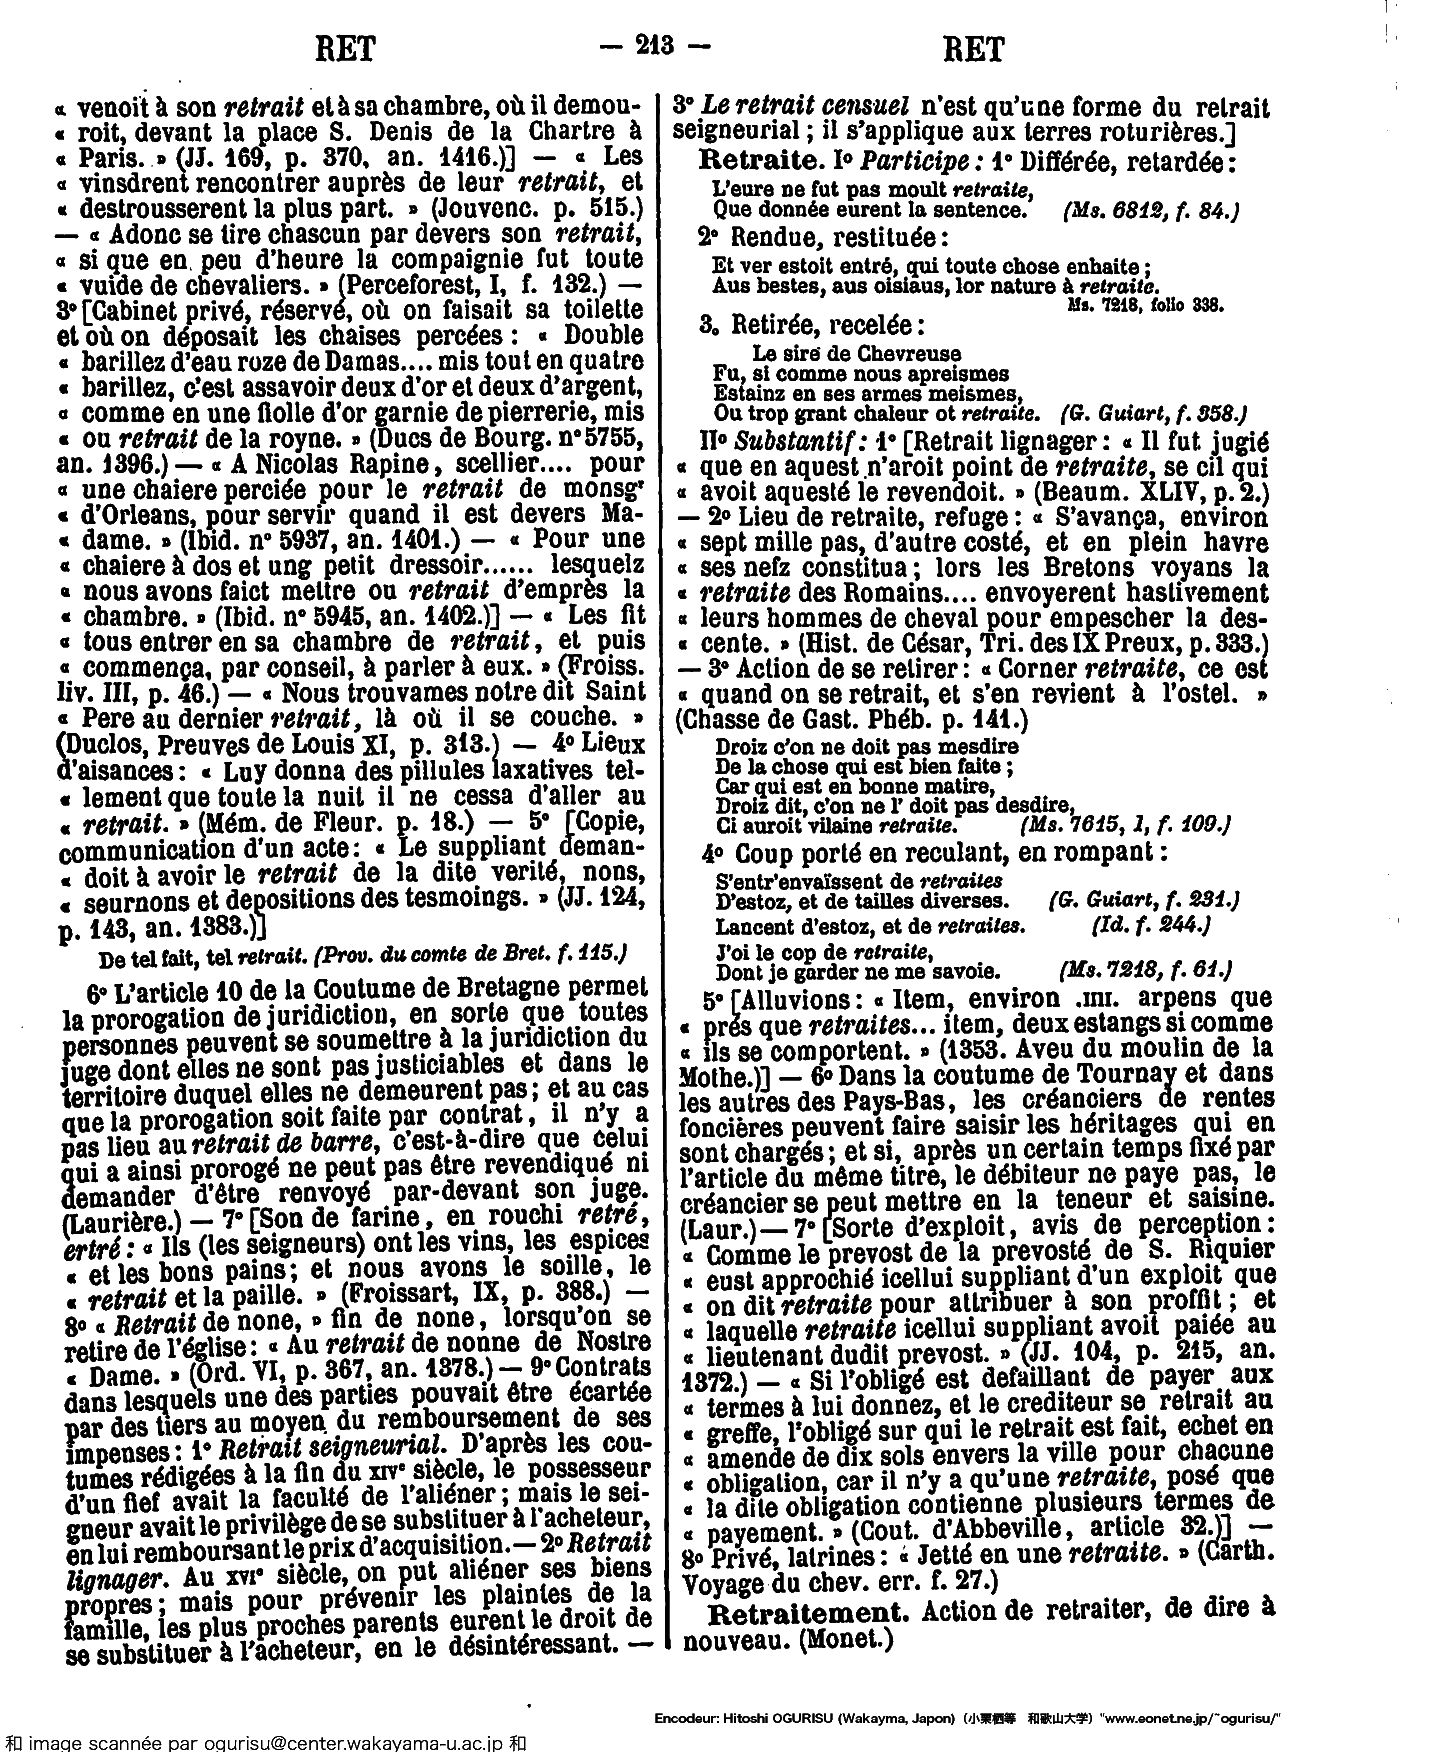 RET
— 213 —
RET
« venoit à son retrait et à sa chambre, où il demou-
« roit, devant la place S. Denis de la Chartre à
« Paris. » (JJ. 169, p. 370, an. 1416.)] — « Les
« vinsdrent rencontrer auprès de leur retrait, et
« destrousserent la plus part. » (Jouvenc. p. 515.)
— « Adonc se tire chascun par devers son retrait,
« si que en peu d'heure la compaignie fut toute
« vuide de chevaliers. » (Perceforest, I, f. 132.) —
3° [Cabinet privé, réservé, où on faisait sa toilette
et où on déposait les chaises percées : « Double
« barillez d'eau roze de Damas.... mis tout en quatre
« barillez, c'est assavoir deux d'or et deux d'argent,
« comme en une fiolle d'or garnie de pierrerie, mis
« ou retrait de la royne. » (Ducs de Bourg. n° 5755,
an. 1396.) — « A Nicolas Rapine, scellier.... pour
« une chaiere perciée pour le retrait de monsgr
« d'Orleans, pour servir quand il est devers Ma-
« dame. » (Ibid. n° 5937, an. 1401.) — « Pour une
« chaiere à dos et ung petit dressoir...... lesquelz
« nous avons faict mettre ou retrait d'emprès la
« chambre. » (Ibid. n° 5945, an. 1402.)] — « Les fit
« tous entrer en sa chambre de retrait, et puis
« commença, par conseil, à parler à eux. » (Froiss.
liv. III, p. 46.) — « Nous trouvames notre dit Saint
« Pere au dernier retrait, là où il se couche. »
(Duclos, Preuves de Louis XI, p. 313.) — 4° Lieux
d'aisances : « Luy donna des pillules laxatives tel-
« lement que toute la nuit il ne cessa d'aller au
« retrait. » (Mém. de Fleur. p. 18.) — 5° [Copie,
communication d'un acte : « Le suppliant deman-
« doit à avoir le retrait de la dite verité, nons,
« seurnons et depositions des tesmoings. » (JJ. 124,
p. 143, an. 1383.)]
De tel fait, tel retrait. (Prov. du comte de Bret. f. 115.)
6° L'article 10 de la Coutume de Bretagne permet
la prorogation de juridiction, en sorte que toutes
personnes peuvent se soumettre à la juridiction du
juge dont elles ne sont pas justiciables et dans le
territoire duquel elles ne demeurent pas ; et au cas
que la prorogation soit faite par contrat, il n'y a
pas lieu au retrait de barre, c'est-à-dire que celui
qui a ainsi prorogé ne peut pas être revendiqué ni
demander d'être renvoyé par-devant son juge.
(Laurière.) — 7° [Son de farine, en rouchi retré,
ertré : « Ils (les seigneurs) ont les vins, les espices
« et les bons pains ; et nous avons le soille, le
« retrait et la paille. » (Froissart, IX, p. 388.) —
8° « Retrait de none, » fin de none, lorsqu'on se
retire de l'église : « Au retrait de nonne de Nostre
« Dame. » (Ord. VI, p. 367, an. 1378.) — 9° Contrats
dans lesquels une des parties pouvait être écartée
par des tiers au moyen du remboursement de ses
impenses : 1° Retrait seigneurial. D'après les cou-
tumes rédigées à la fin du XIVe siècle, le possesseur
d'un fief avait la faculté de l'aliéner ; mais le sei-
gneur avait le privilège de se substituer à l'acheteur,
en lui remboursant le prix d'acquisition. — 2° Retrait
lignager. Au XVIe siècle, on put aliéner ses biens
propres ; mais pour prévenir les plaintes de la
famille, les plus proches parents eurent le droit de
se substituer à l'acheteur, en le désintéressant. —
3° Le retrait censuel n'est qu'une forme du retrait
seigneurial ; il s'applique aux terres roturières.]
Retraite. I° Participe : 1° Différée, retardée :
L'eure ne fut pas moult retraite,
Que donnée eurent la sentence. (Ms. 6812, f. 84.)
2° Rendue, restituée :
Et ver estoit entré, qui toute chose enhaite ;
Aus bestes, aus oisiaus, lor nature à retraite.
Ms. 7218, folio 338.
3. Retirée, recelée :
Le sire de Chevreuse
Fu, si comme nous apreismes
Estainz en ses armes meismes,
Ou trop grant chaleur ot retraite. (G. Guiart, f. 358.)
II° Substantif : 1° [Retrait lignager : « Il fut jugié
« que en aquest n'aroit point de retraite, se cil qui
« avoit aquesté le revendoit. » (Beaum. XLIV, p. 2.)
— 2° Lieu de retraite, refuge : « S'avança, environ
« sept mille pas, d'autre costé, et en plein havre
« ses nefz constitua ; lors les Bretons voyans la
« retraite des Romains.... envoyerent hastivement
« leurs hommes de cheval pour empescher la des-
« cente. » (Hist. de César, Tri. des IX Preux, p. 333.)
— 3° Action de se retirer : « Corner retraite, ce est
« quand on se retrait, et s'en revient à l'ostel. »
(Chasse de Gast. Phéb. p. 141.)
Droiz c'on ne doit pas mesdire
De la chose qui est bien faite ;
Car qui est en bonne matire,
Droiz dit, c'on ne l' doit pas desdire,
Ci auroit vilaine retraite. (Ms. 7615, I, f. 109.)
4° Coup porté en reculant, en rompant :
S'entr'envaïssent de retraites
D'estoz, et de tailles diverses. (G. Guiart, f. 231.)
Lancent d'estoz, et de retraites. (Id. f. 244.)
J'oi le cop de retraite,
Dont je garder ne me savoie. (Ms. 7218, f. 61.)
5° [Alluvions : « Item, environ .IIII. arpens que
« prés que retraites... item, deux estangs si comme
« ils se comportent. » (1353. Aveu du moulin de la
Mothe.)] — 6° Dans la coutume de Tournay et dans
les autres des Pays-Bas, les créanciers de rentes
foncières peuvent faire saisir les héritages qui en
sont chargés ; et si, après un certain temps fixé par
l'article du même titre, le débiteur ne paye pas, le
créancier se peut mettre en la teneur et saisine.
(Laur.) — 7° [Sorte d'exploit, avis de perception :
« Comme le prevost de la prevosté de S. Riquier
« eust approchié icellui suppliant d'un exploit que
« on dit retraite pour attribuer à son proffit ; et
« laquelle retraite icellui suppliant avoit paiée au
« lieutenant dudit prevost. » (JJ. 104, p. 215, an.
1372.) — « Si l'obligé est defaillant de payer aux
« termes à lui donnez, et le crediteur se retrait au
« greffe, l'obligé sur qui le retrait est fait, echet en
« amende de dix sols envers la ville pour chacune
« obligation, car il n'y a qu'une retraite, posé que
« la dite obligation contienne plusieurs termes de
« payement. » (Cout. d'Abbeville, article 32.)] —
8° Privé, latrines : « Jetté en une retraite. » (Carth.
Voyage du chev. err. f. 27.)
Retraitement. Action de retraiter, de dire à
nouveau. (Monet.)
Encodeur: Hitoshi OGURISU (Wakayma, Japon) (小栗栖等 和歌山大学) "www.eonet.ne.jp/~ogurisu/"
和 image scannée par ogurisu@center.wakayama-u.ac.jp 和